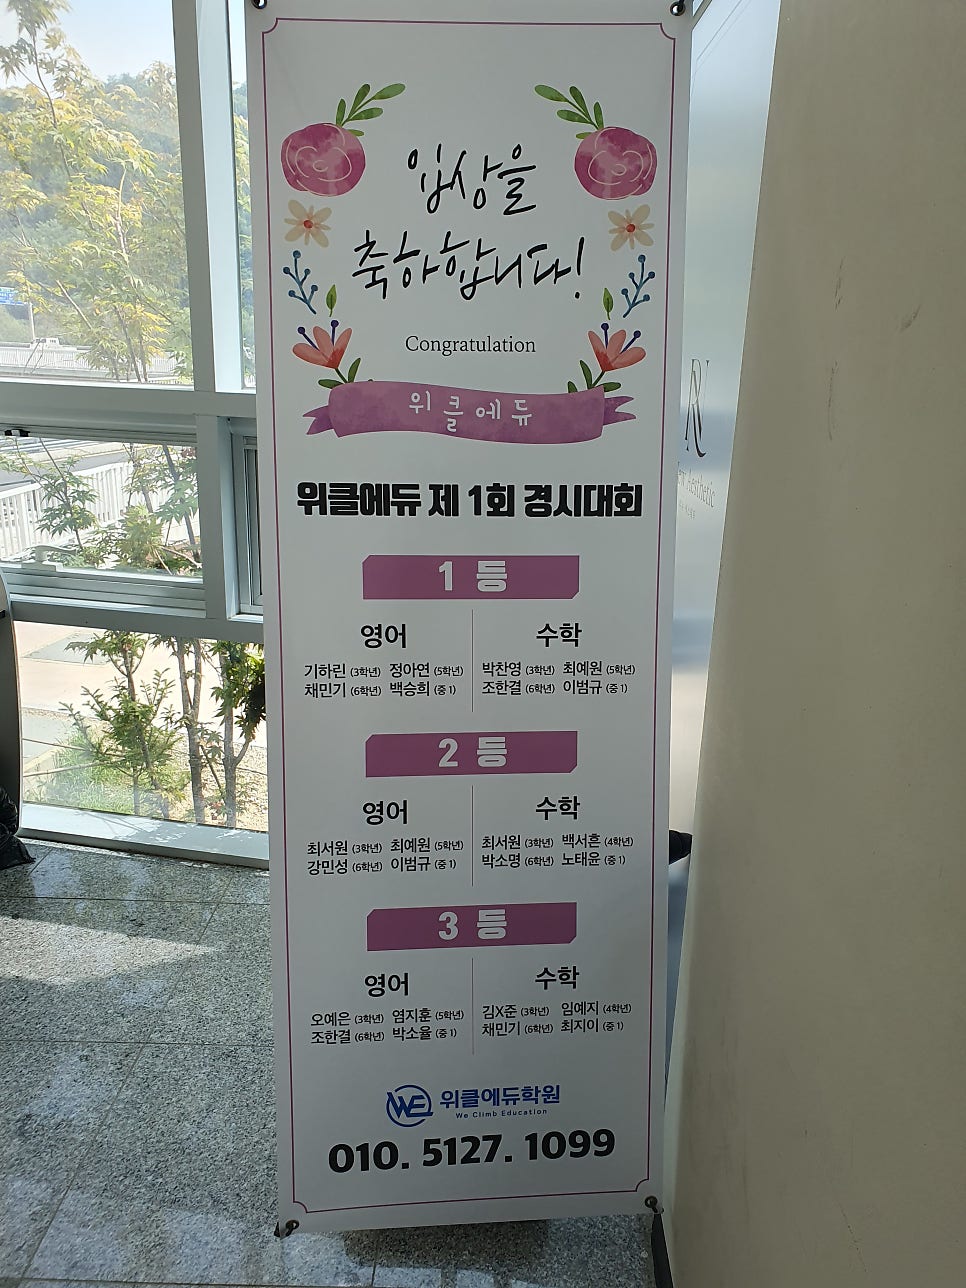 입상을
축하합니다!
Congratulation
위클에듀
위클에듀 제 1회 경시대회
1 등
영어
기하린 (3학년) 정아연 (5학년)
채민기 (6학년) 백승희 (중 1)
수학
박찬영 (3학년) 최예원 (5학년)
조한결 (6학년) 이범규 (중 1)
2 등
영어
최서원 (3학년) 최예원 (5학년)
강민성 (6학년) 이범규 (중 1)
수학
최서원 (3학년) 백서흔 (4학년)
박소명 (6학년) 노태윤 (중 1)
3 등
영어
오예은 (3학년) 염지훈 (5학년)
조한결 (6학년) 박소율 (중 1)
수학
김X준 (3학년) 임예지 (4학년)
채민기 (6학년) 최지이 (중 1)
WE 위클에듀학원
We Climb Education
010. 5127. 1099
Aesthetic